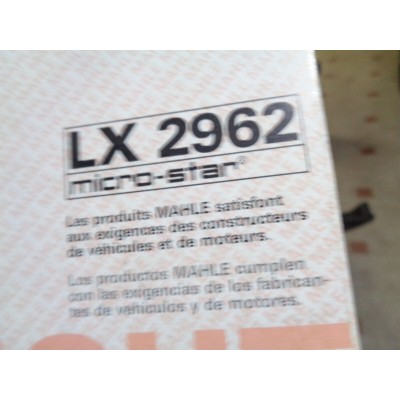 LX 2962
micro-star®
Les produits MAHLE satisfont
aux exigences des constructeurs
de véhicules et de moteurs.
Los productos MAHLE cumplen
con las exigencias de los fabrican-
tes de vehículos y de motores.